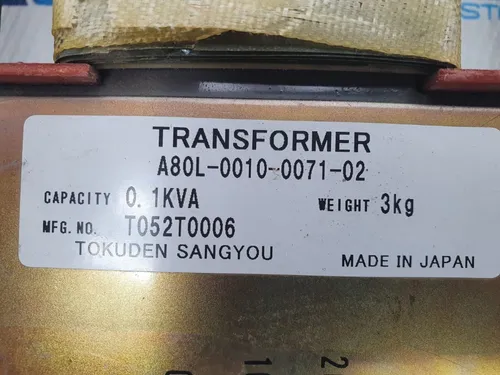 TRANSFORMER
A80L-0010-0071-02
CAPACITY 0.1KVA WEIGHT 3kg
MFG. NO. T052T0006
TOKUDEN SANGYOU MADE IN JAPAN